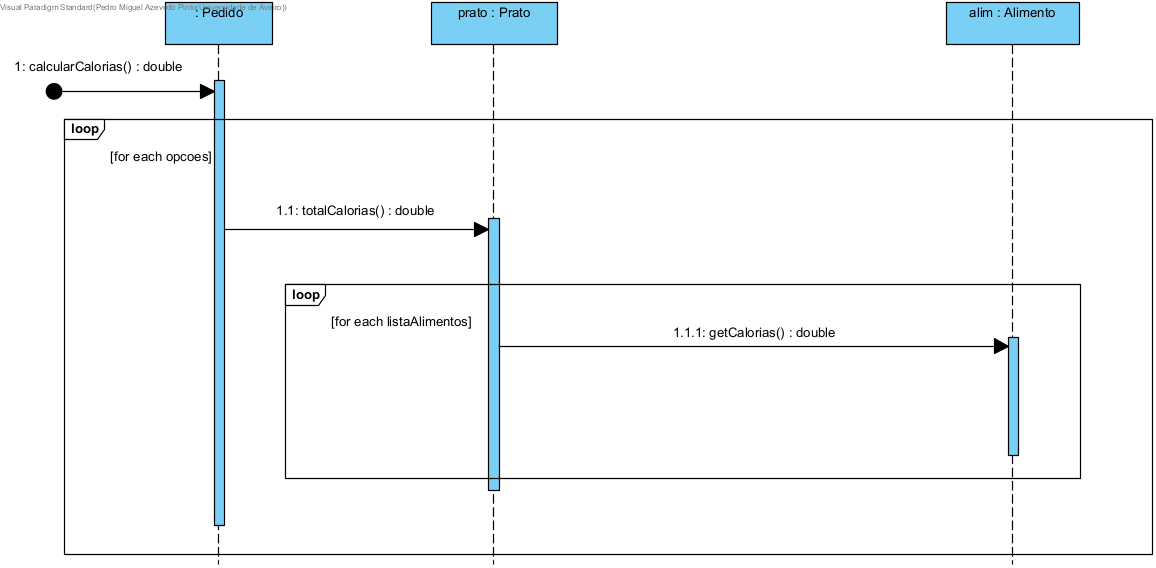 Visual Paradigm Standard(Pedro Miguel Azevedo Pinto(Universidade de Aveiro))
: Pedido
prato : Prato
alim : Alimento
1: calcularCalorias() : double
loop
[for each opcoes]
1.1: totalCalorias() : double
loop
[for each listaAlimentos]
1.1.1: getCalorias() : double